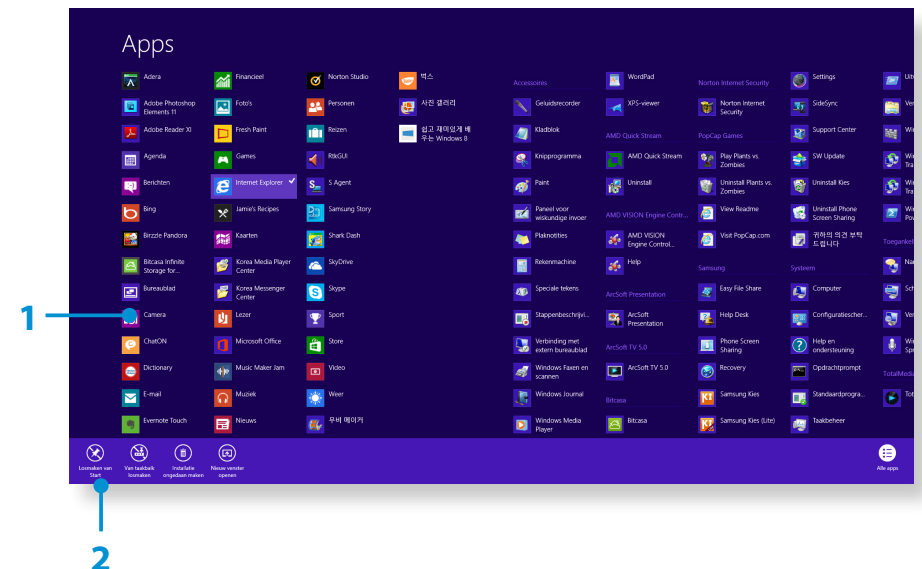 Apps
Adera
Adobe Photoshop
Elements 11
Adobe Reader XI
Agenda
Berichten
Bing
Birzzle Pandora
Bitcasa Infinite
Storage for...
Bureaublad
Camera
ChatON
Dictionary
E-mail
Evernote Touch
Financieel
Foto's
Fresh Paint
Games
Internet Explorer
Jamie's Recipes
Kaarten
Korea Media Player
Center
Korea Messenger
Center
Lezer
Microsoft Office
Music Maker Jam
Muziek
Nieuws
Norton Studio
Personen
Reizen
RtkGUI
S Agent
Samsung Story
Shark Dash
SkyDrive
Skype
Sport
Store
Video
Weer
무비 메이커
벅스
사진 갤러리
쉽고 재미있게 배
우는 Windows 8
Accessoires
Geluidsrecorder
Kladblok
Knipprogramma
Paint
Paneel voor
wiskundige invoer
Plaknotities
Rekenmachine
Speciale tekens
Stappenbeschrijvi...
Verbinding met
extern bureaublad
Windows Faxen en
scannen
Windows Journal
Windows Media
Player
WordPad
XPS-viewer
AMD Quick Stream
AMD Quick Stream
Uninstall
AMD VISION Engine Contr...
AMD VISION
Engine Control...
Help
ArcSoft Presentation
ArcSoft
Presentation
ArcSoft TV 5.0
ArcSoft TV 5.0
Bitcasa
Bitcasa
Norton Internet Security
Norton Internet
Security
PopCap Games
Play Plants vs.
Zombies
Uninstall Plants vs.
Zombies
View Readme
Visit PopCap.com
Samsung
Easy File Share
Help Desk
Phone Screen
Sharing
Recovery
Samsung Kies
Samsung Kies (Lite)
Settings
SideSync
Support Center
SW Update
Uninstall Kies
Uninstall Phone
Screen Sharing
귀하의 의견 부탁
드립니다
Systeem
Computer
Configuratiescher...
Help en
ondersteuning
Opdrachtprompt
Standaardprogra...
Taakbeheer
Losmaken van
Start
Van taakbalk
losmaken
Installatie
ongedaan maken
Nieuw venster
openen
Alle apps
1
2